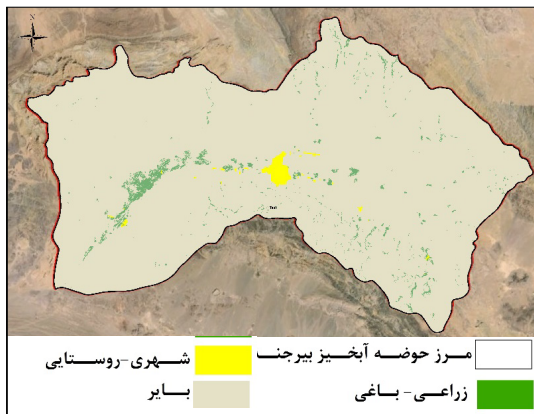 N
مرز حوضه آبخیز بیرجند
شهری-روستایی
زراعی- باغی
بایر